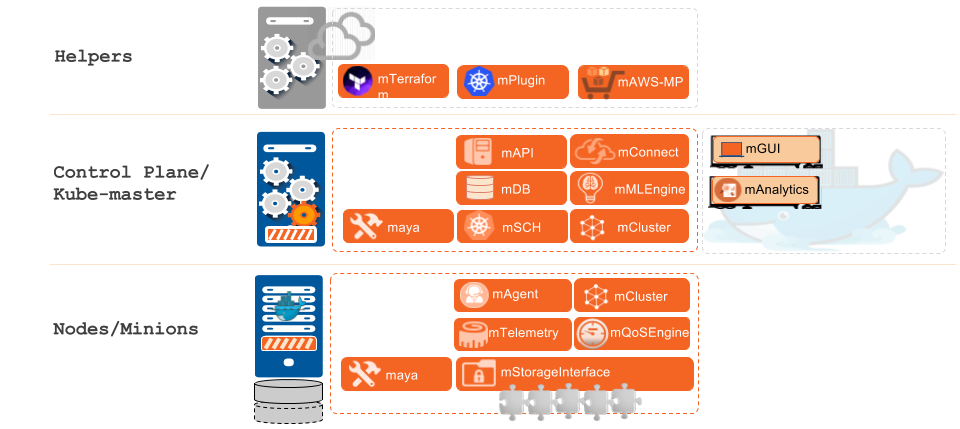 Helpers
mTerrafor
m
mPlugin
mAWS-MP
Control Plane/
Kube-master
mAPI
mConnect
mGUI
mDB
mMLEngine
mAnalytics
maya
mSCH
mCluster
Nodes/Minions
mAgent
mCluster
mTelemetry
mQoSEngine
maya
mStorageInterface